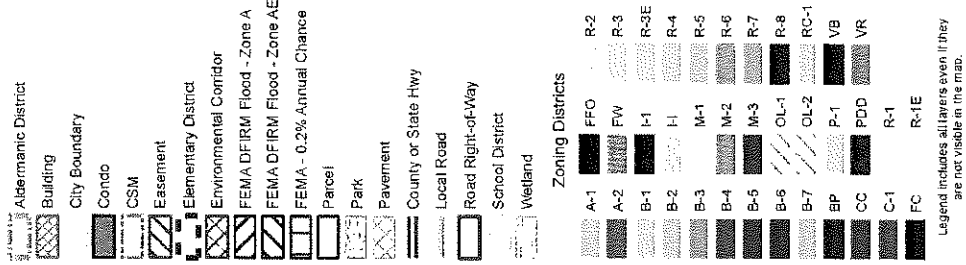 Aldermanic District
Building
City Boundary
Condo
CSM
Easement
Elementary District
Environmental Corridor
FEMA DFIRM Flood - Zone A
FEMA DFIRM Flood - Zone AE
FEMA - 0.2% Annual Chance
Parcel
Park
Pavement
County or State Hwy
Local Road
Road Right-of-Way
School District
Wetland
Zoning Districts
A-1
A-2
B-1
B-2
B-3
B-4
B-5
B-6
B-7
BP
CC
C-1
FC
FFO
FW
I-1
M-1
M-2
M-3
OL-1
OL-2
P-1
PDD
R-1
R-1E
R-2
R-3
R-3E
R-4
R-5
R-6
R-7
R-8
RC-1
VB
VR
Legend includes all layers even if they
are not visible in the map.